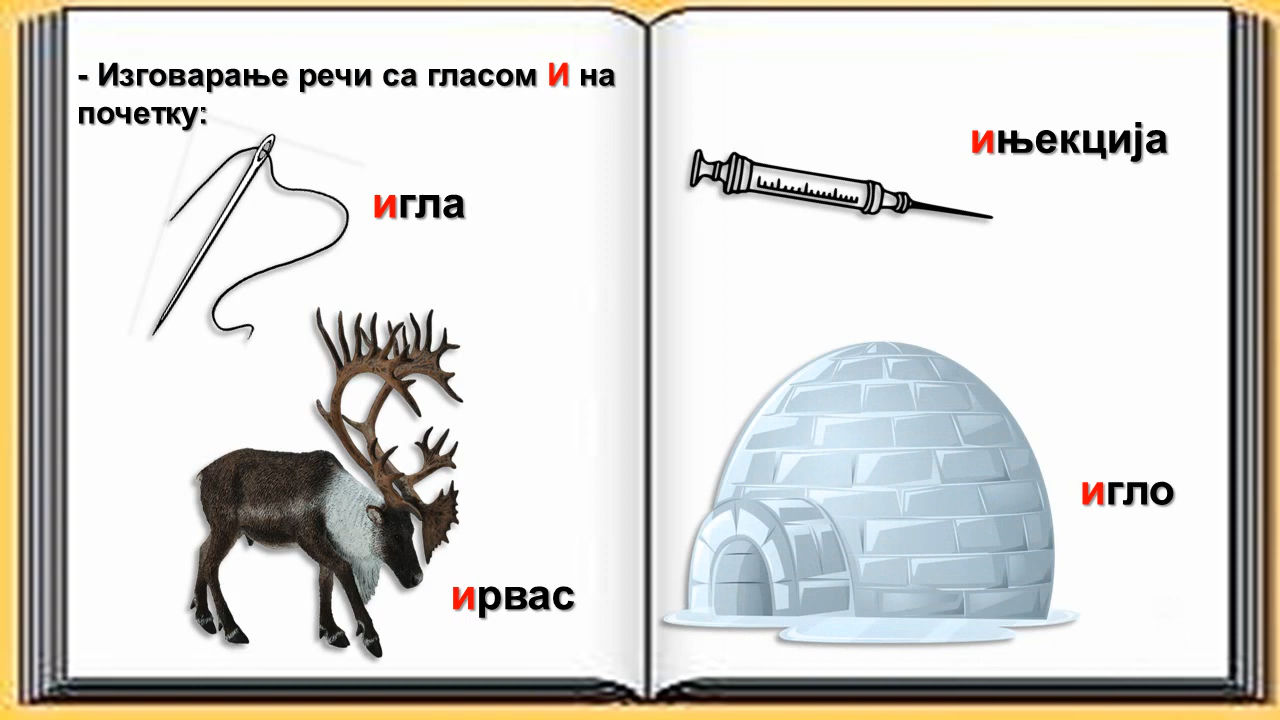 - Изговарање речи са гласом И на
почетку:
игла
ирвас
ињекција
игло